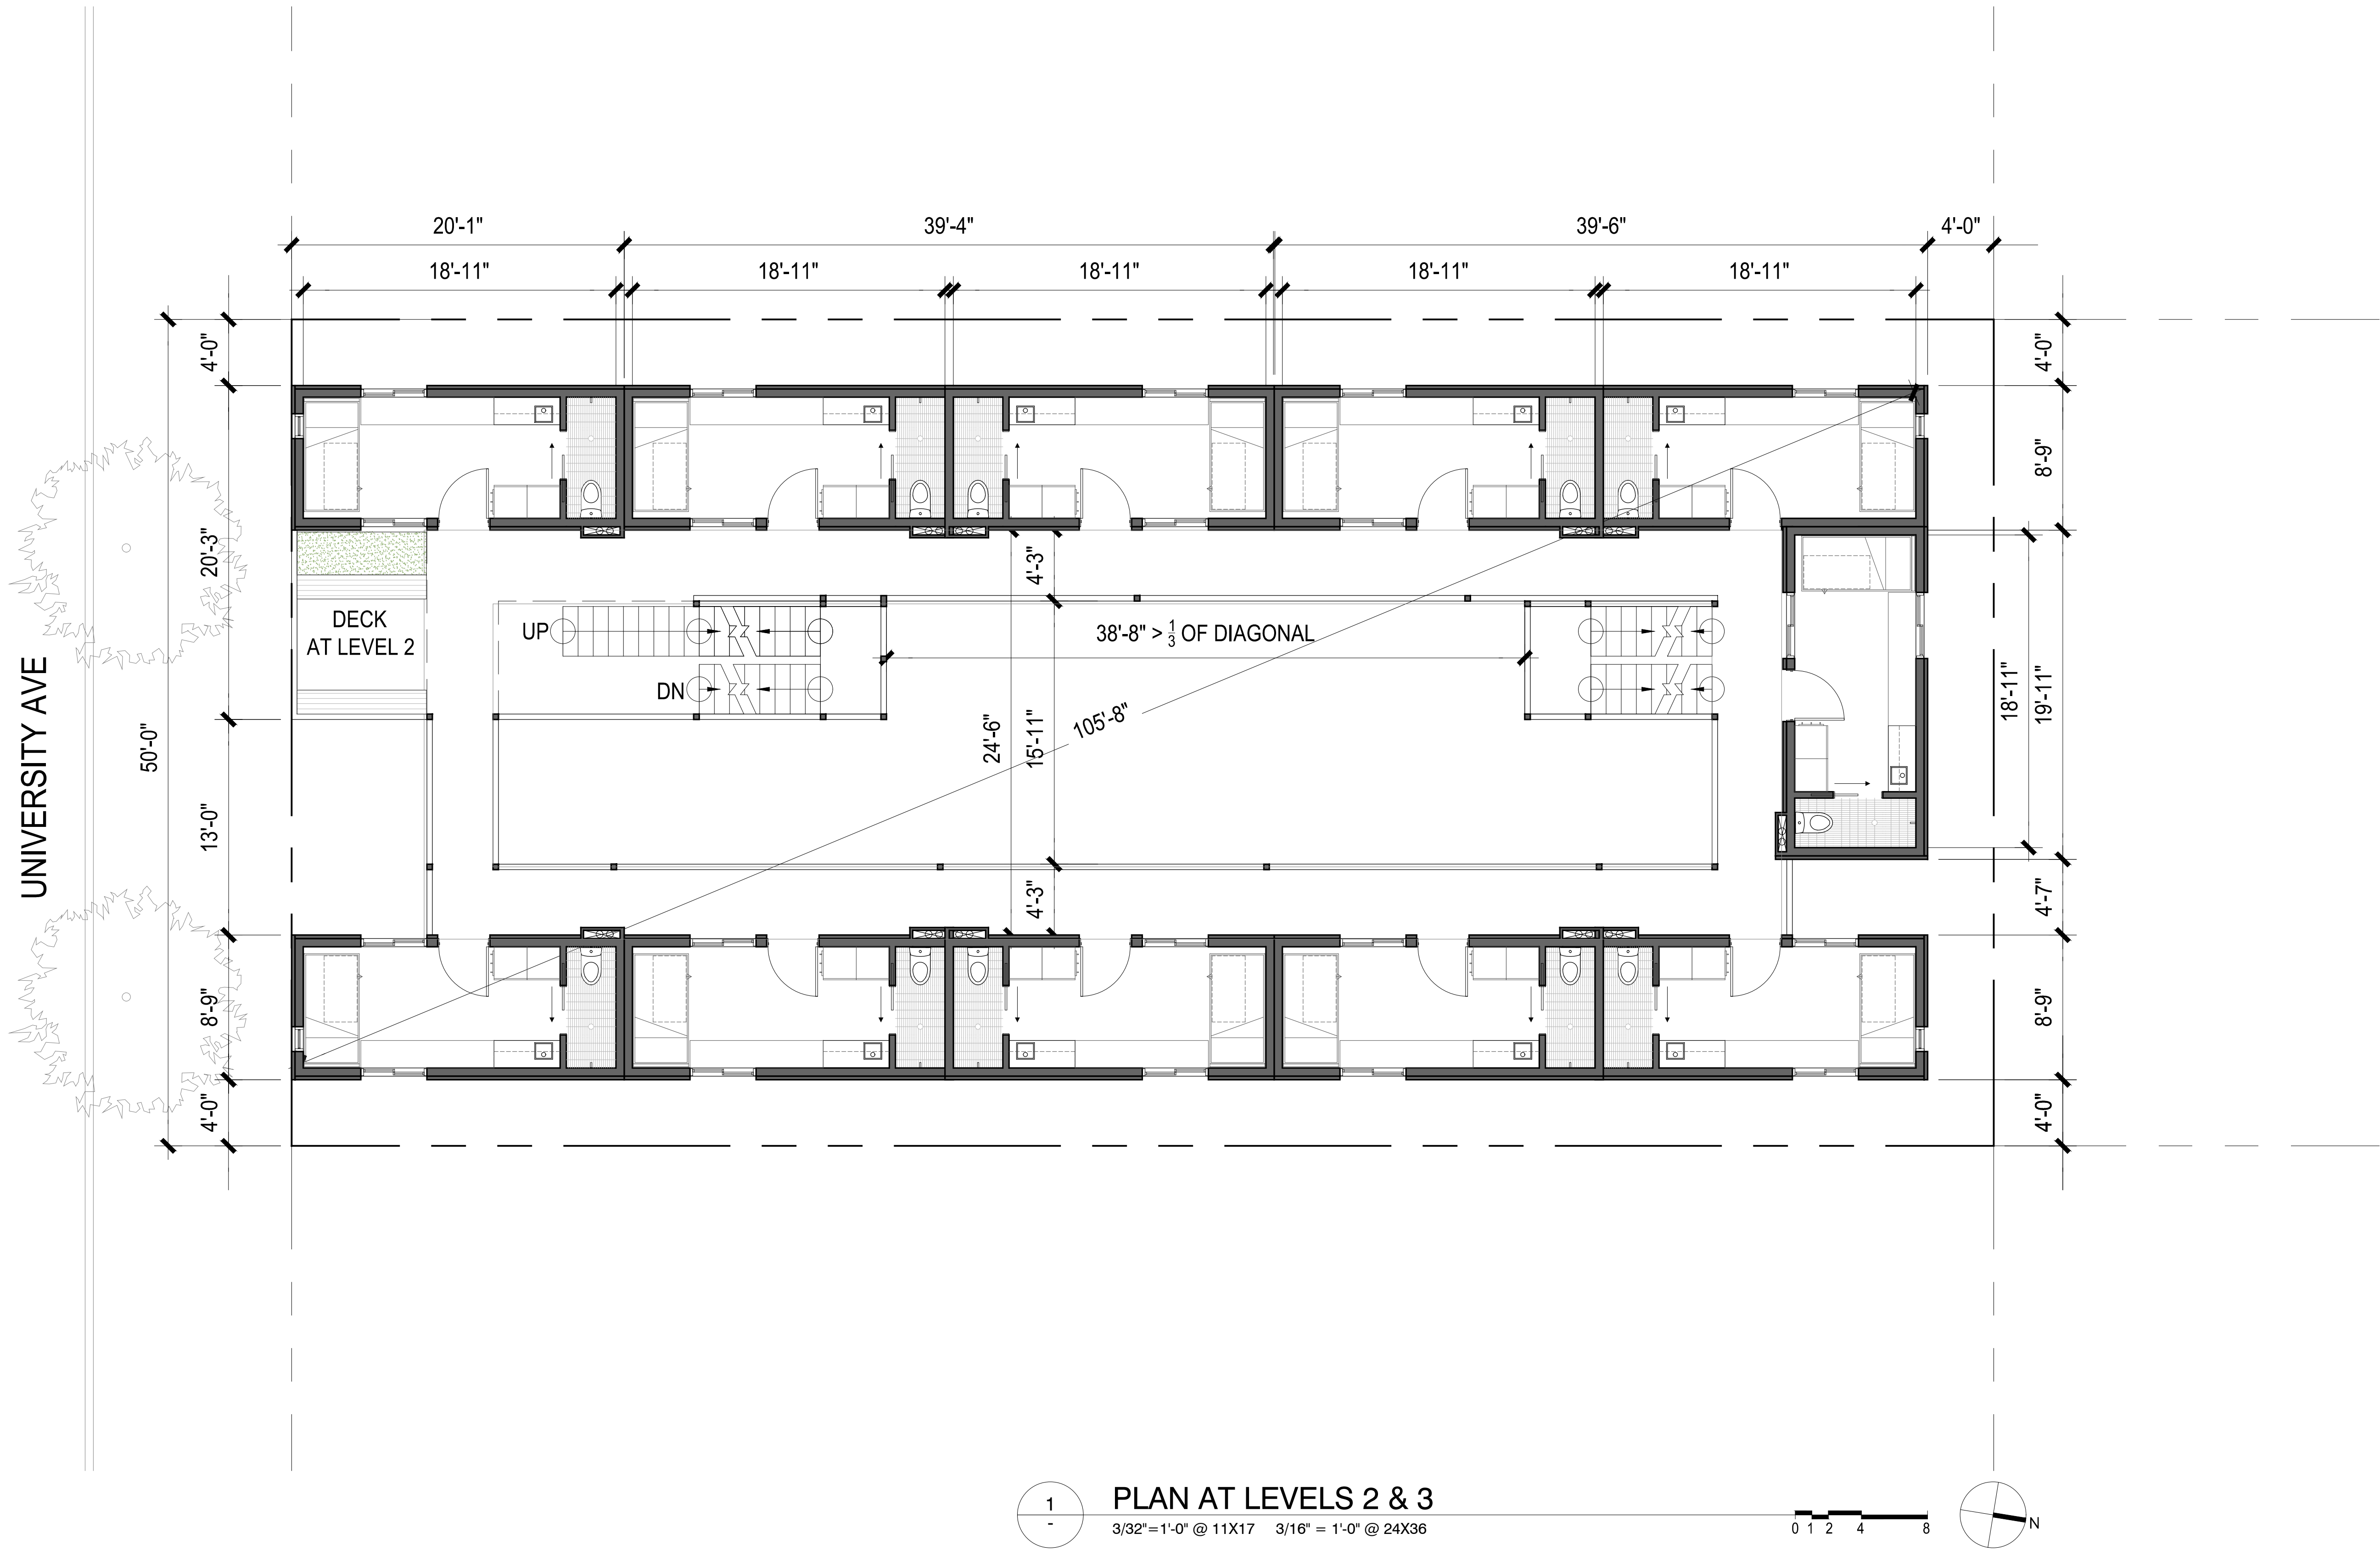 20'-1"
39'-4"
39'-6"
4'-0"
18'-11"
18'-11"
18'-11"
18'-11"
18'-11"
4'-0"
20'-3"
50'-0"
13'-0"
8'-9"
4'-0"
UNIVERSITY AVE
DECK
AT LEVEL 2
UP
DN
4'-3"
38'-8" > 1/3 OF DIAGONAL
105'-8"
24'-6"
15'-11"
4'-3"
4'-0"
8'-9"
18'-11"
19'-11"
4'-7"
8'-9"
4'-0"
1
-
PLAN AT LEVELS 2 & 3
3/32"=1'-0" @ 11X17 3/16" = 1'-0" @ 24X36
0 1 2 4 8
N